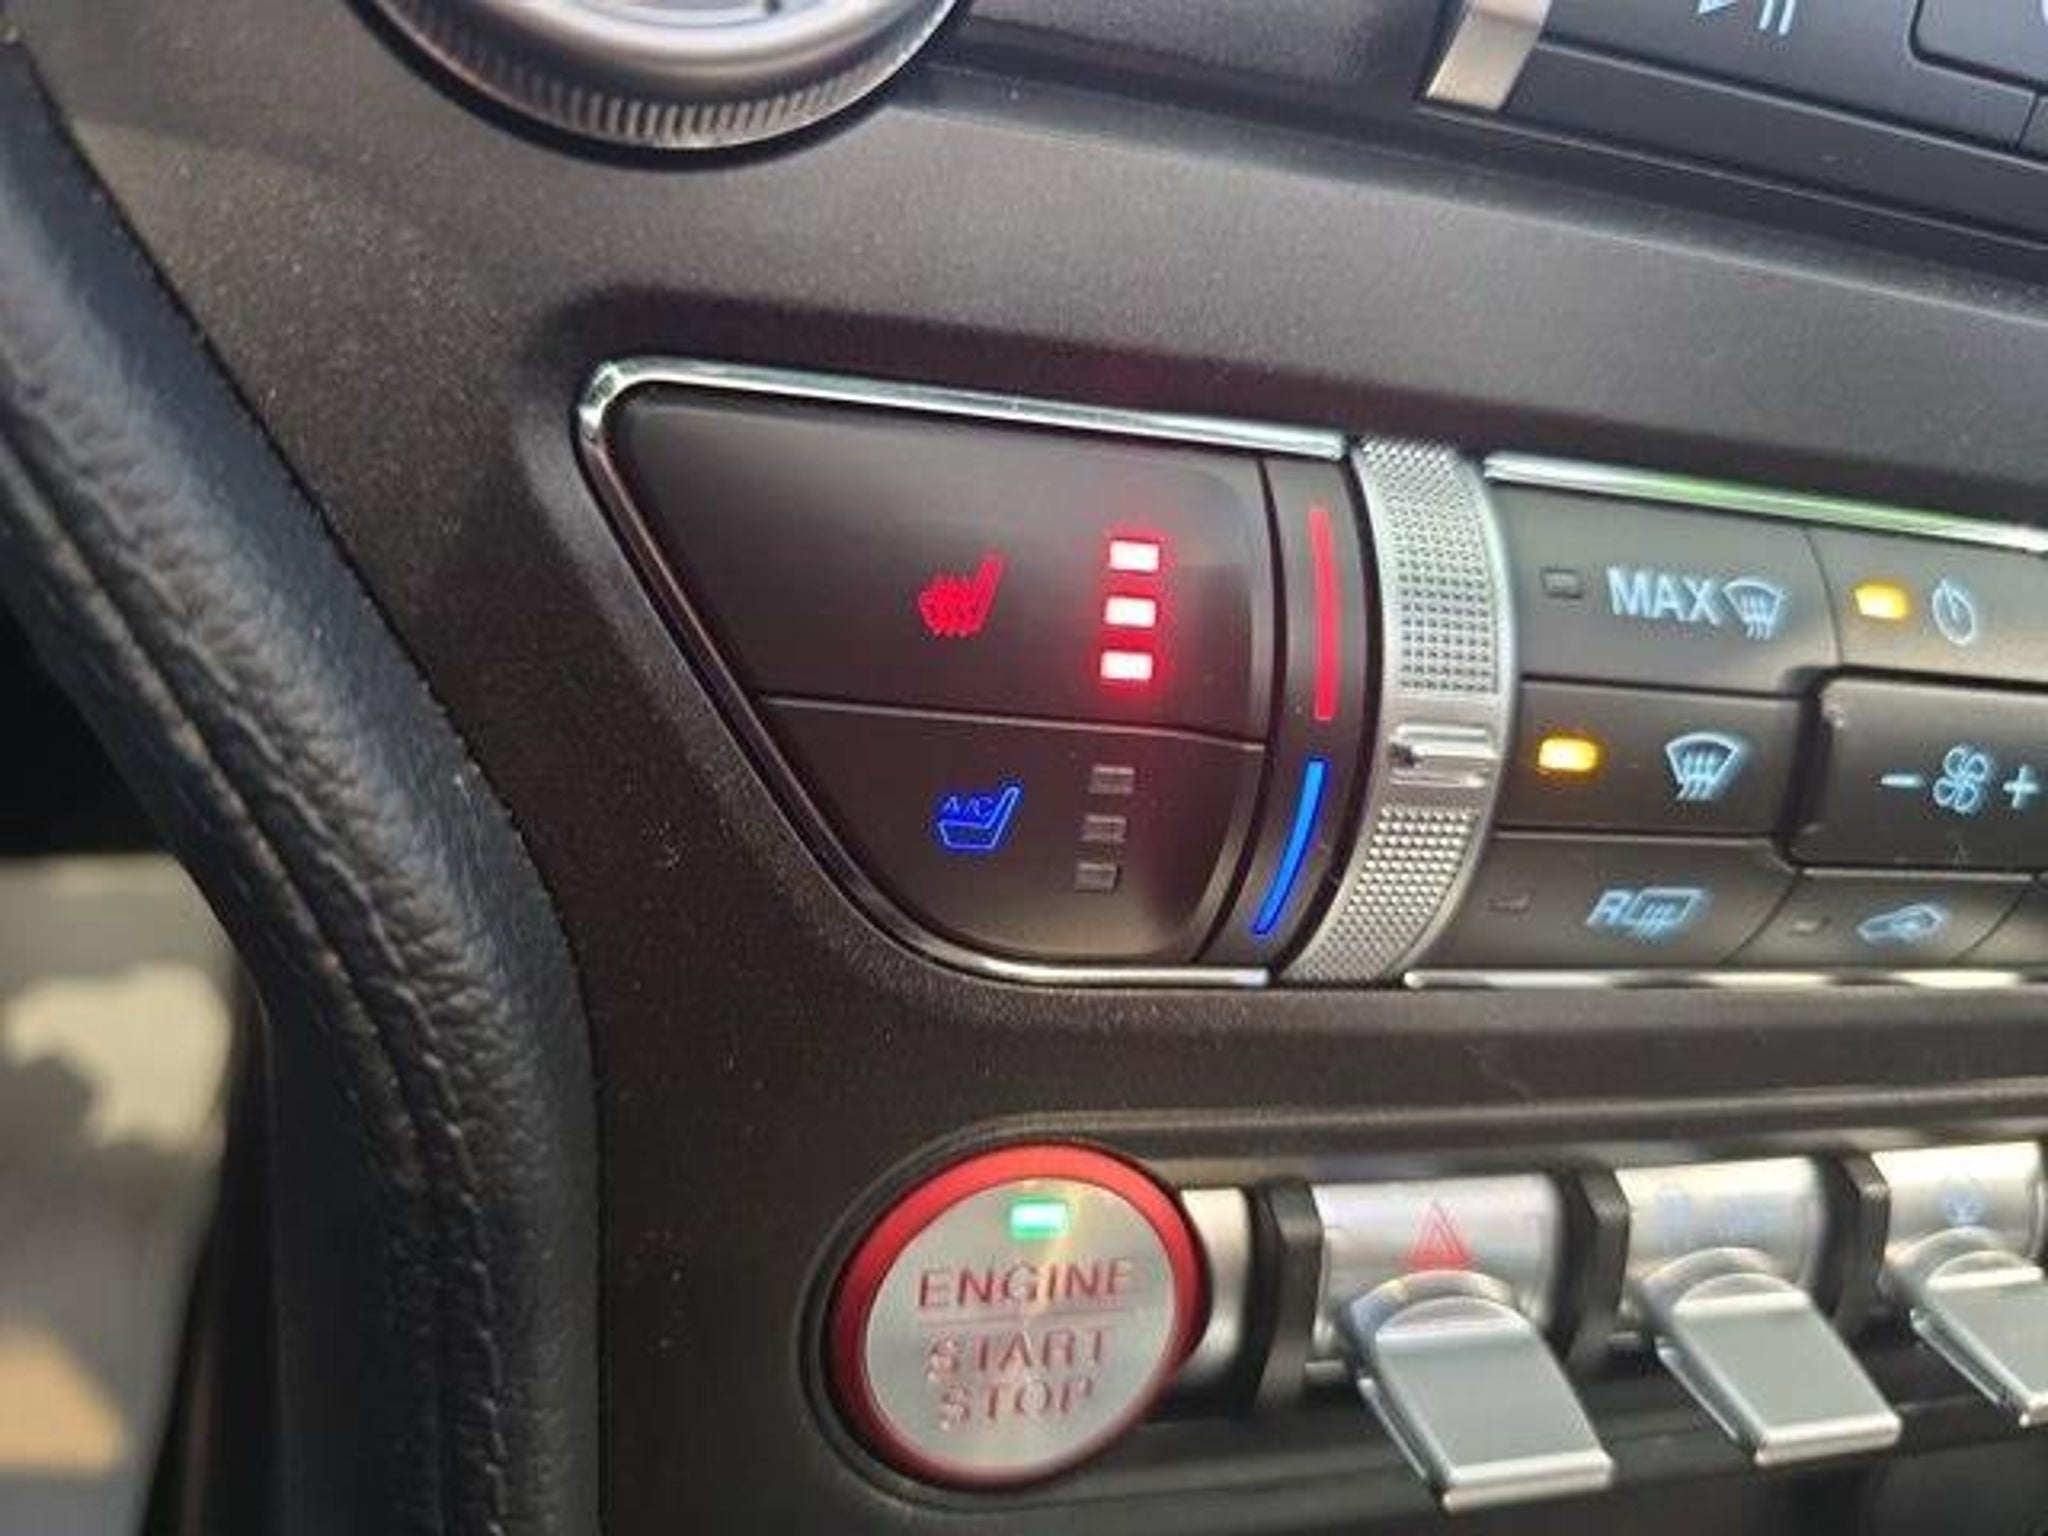 MAX
A/C
R
- +
ENGINE
START
STOP